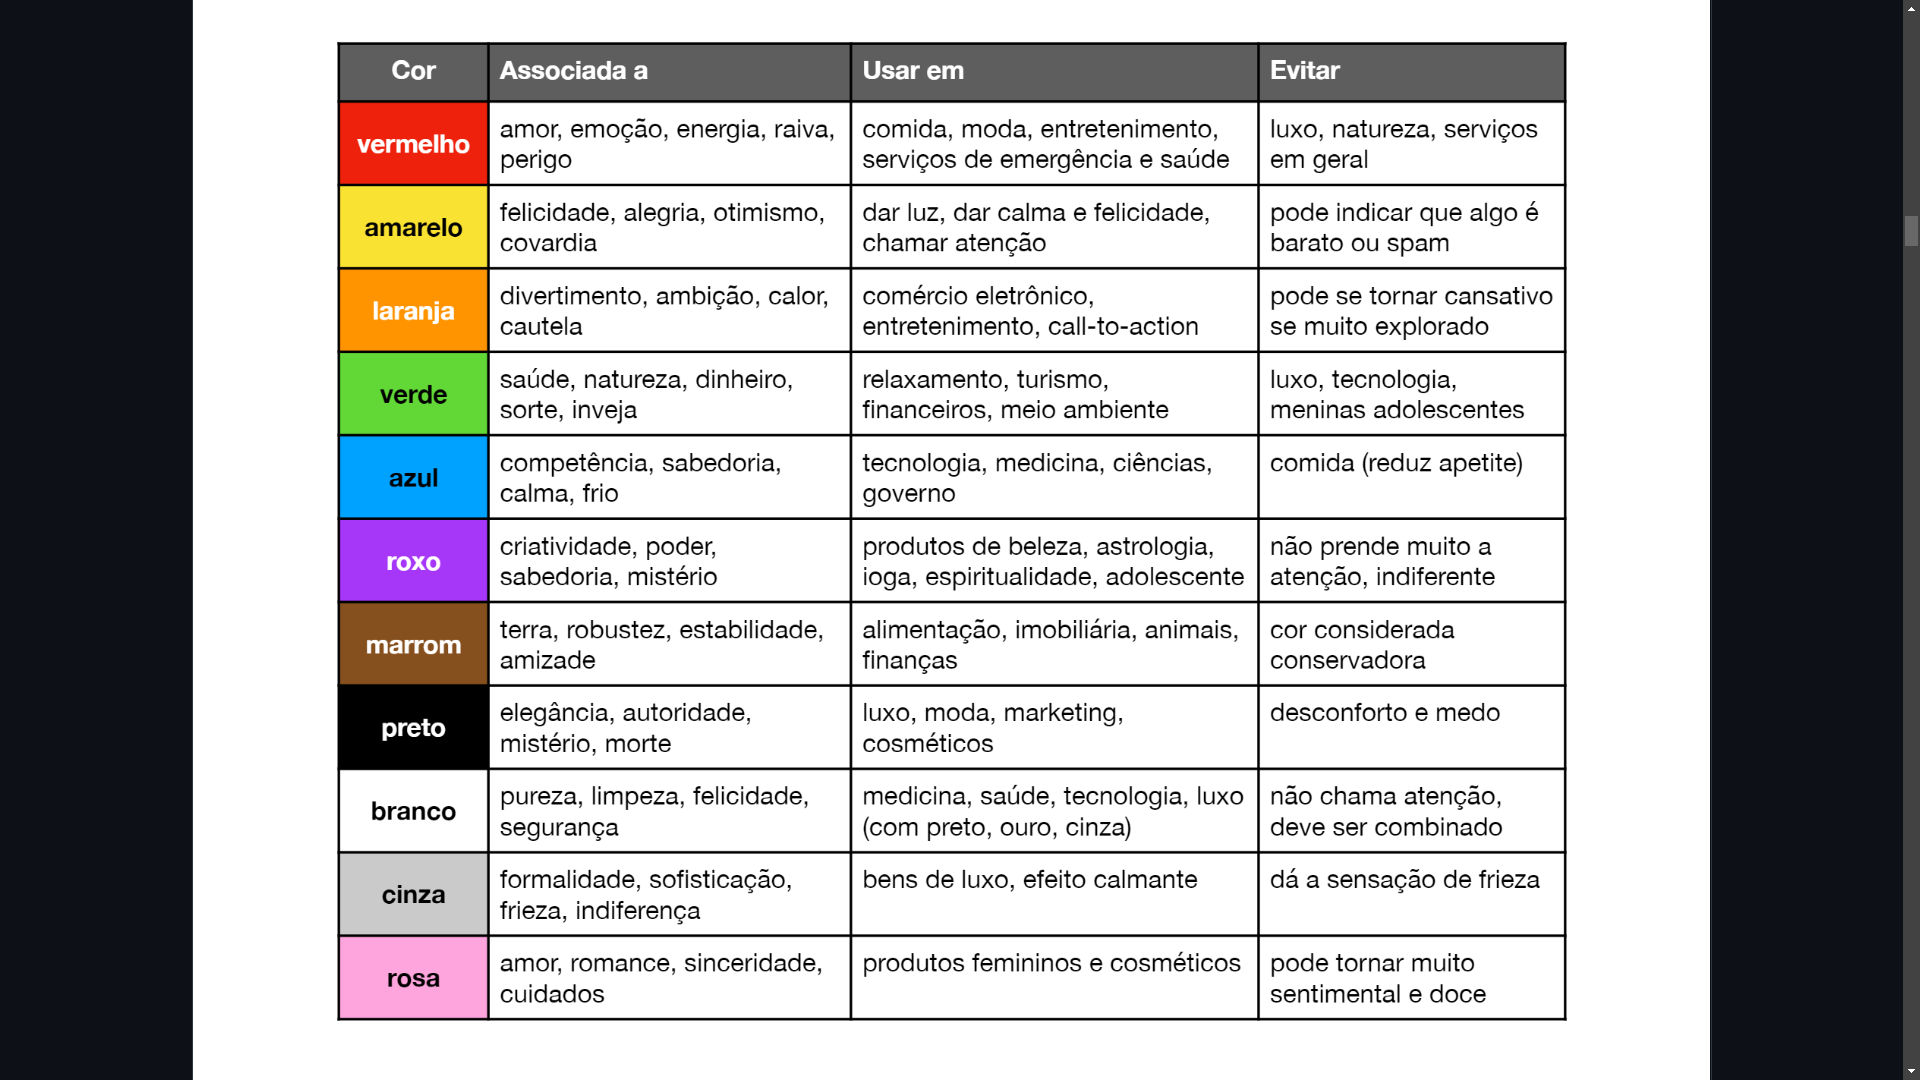 Cor Associada a Usar em Evitar
vermelho
amor, emoção, energia, raiva,
perigo
comida, moda, entretenimento,
serviços de emergência e saúde
luxo, natureza, serviços
em geral
amarelo
felicidade, alegria, otimismo,
covardia
dar luz, dar calma e felicidade,
chamar atenção
pode indicar que algo é
barato ou spam
laranja
divertimento, ambição, calor,
cautela
comércio eletrônico,
entretenimento, call-to-action
pode se tornar cansativo
se muito explorado
verde
saúde, natureza, dinheiro,
sorte, inveja
relaxamento, turismo,
financeiros, meio ambiente
luxo, tecnologia,
meninas adolescentes
azul
competência, sabedoria,
calma, frio
tecnologia, medicina, ciências,
governo
comida (reduz apetite)
roxo
criatividade, poder,
sabedoria, mistério
produtos de beleza, astrologia,
ioga, espiritualidade, adolescente
não prende muito a
atenção, indiferente
marrom
terra, robustez, estabilidade,
amizade
alimentação, imobiliária, animais,
finanças
cor considerada
conservadora
preto
elegância, autoridade,
mistério, morte
luxo, moda, marketing,
cosméticos
desconforto e medo
branco
pureza, limpeza, felicidade,
segurança
medicina, saúde, tecnologia, luxo
(com preto, ouro, cinza)
não chama atenção,
deve ser combinado
cinza
formalidade, sofisticação,
frieza, indiferença
bens de luxo, efeito calmante
dá a sensação de frieza
rosa
amor, romance, sinceridade,
cuidados
produtos femininos e cosméticos
pode tornar muito
sentimental e doce